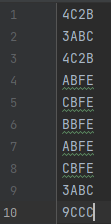 1 4C2B
2 3ABC
3 4C2B
4 ABFE
5 CBFE
6 BBFE
7 ABFE
8 CBFE
9 3ABC
10 9CCC